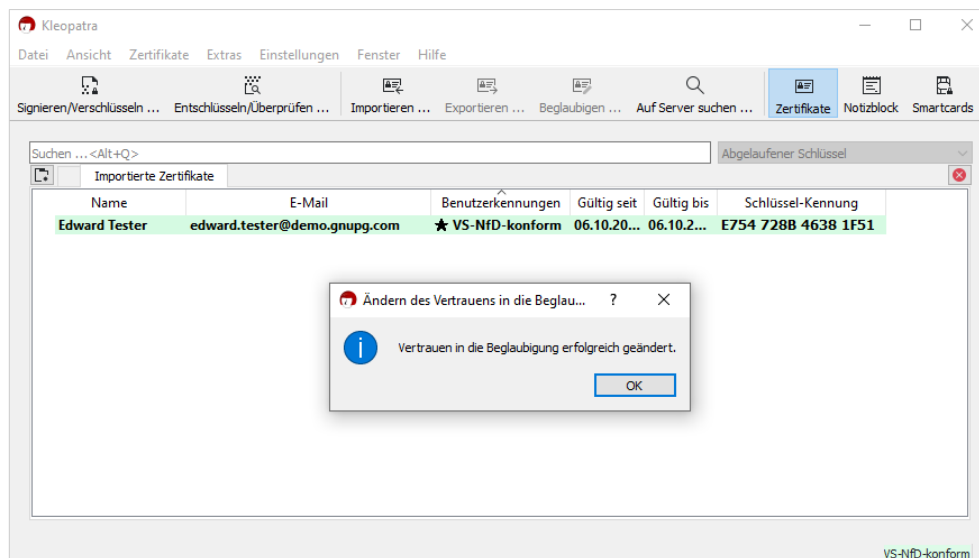 Kleopatra
Datei Ansicht Zertifikate Extras Einstellungen Fenster Hilfe
Signieren/Verschlüsseln ... Entschlüsseln/Überprüfen ... Importieren ... Exportieren ... Beglaubigen ... Auf Server suchen ... Zertifikate Notizblock Smartcards
Suchen ...<Alt+Q> Abgelaufener Schlüssel
Importierte Zertifikate
Name E-Mail Benutzerkennungen Gültig seit Gültig bis Schlüssel-Kennung
Edward Tester edward.tester@demo.gnupg.com ★ VS-NfD-konform 06.10.20... 06.10.2... E754 728B 4638 1F51
Ändern des Vertrauens in die Beglau... ?
Vertrauen in die Beglaubigung erfolgreich geändert.
OK
VS-NfD-konform